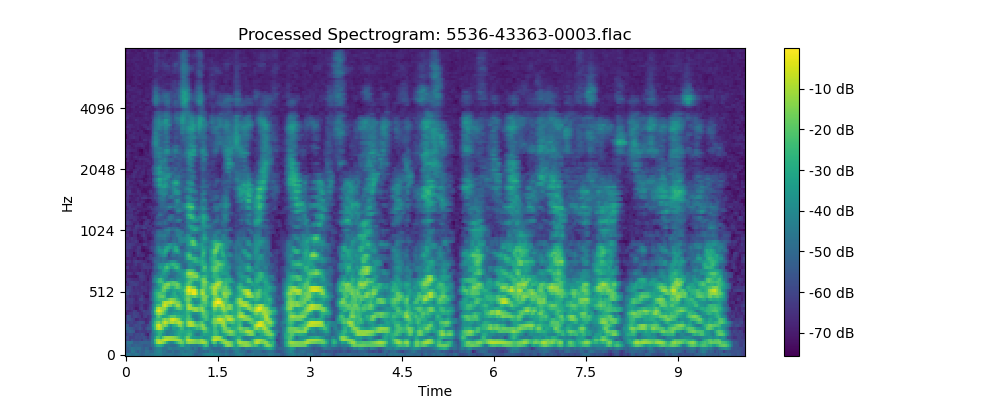 Processed Spectrogram: 5536-43363-0003.flac
Hz
4096
2048
1024
512
0
0 1.5 3 4.5 6 7.5 9
Time
-10 dB
-20 dB
-30 dB
-40 dB
-50 dB
-60 dB
-70 dB